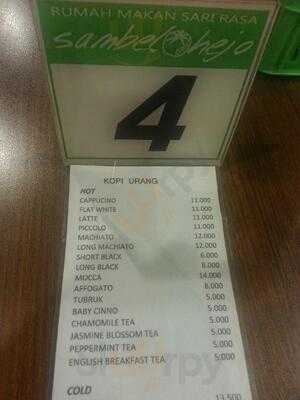 RUMAH MAKAN SARI RASA
sambel hejo
4
KOPI URANG
HOT
CAPPUCINO 11.000
FLAT WHITE 11.000
LATTE 11.000
PICCOLO 11.000
MACHIATO 12.000
LONG MACHIATO 12.000
SHORT BLACK 6.000
LONG BLACK 8.000
MOCCA 14.000
AFFOGATO 8.000
TUBRUK 5.000
BABY CINNO 5.000
CHAMOMILE TEA 5.000
JASMINE BLOSSOM TEA 5.000
PEPPERMINT TEA 5.000
ENGLISH BREAKFAST TEA 5.000
COLD
13.500